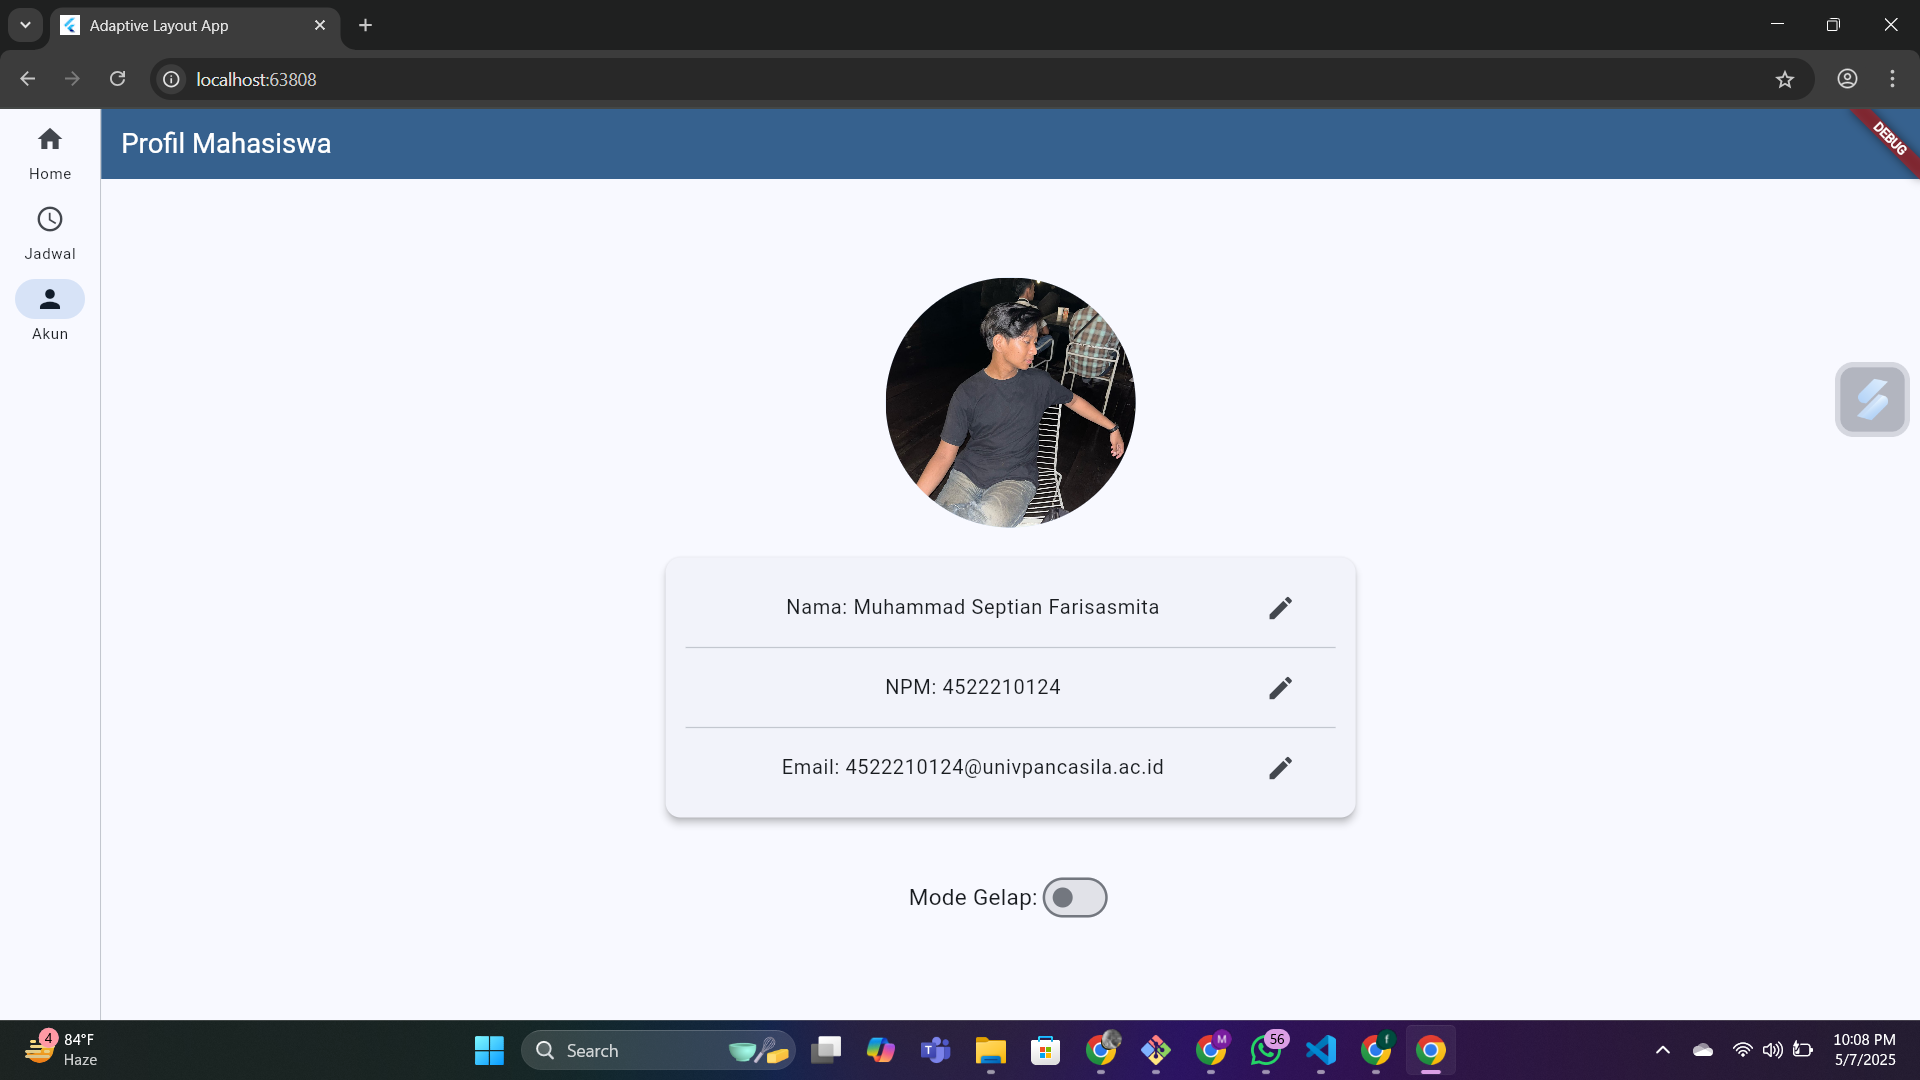 Adaptive Layout App
localhost:63808
Home
Jadwal
Akun
Profil Mahasiswa
DEBUG
Nama: Muhammad Septian Farisasmita
NPM: 4522210124
Email: 4522210124@univpancasila.ac.id
Mode Gelap:
4
84°F
Haze
Search
T
M
56
f
10:08 PM
5/7/2025